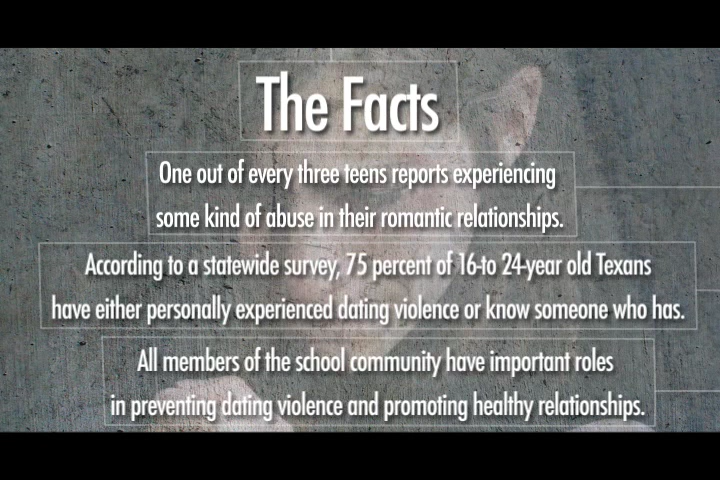 The Facts
One out of every three teens reports experiencing
some kind of abuse in their romantic relationships.
According to a statewide survey, 75 percent of 16-to 24-year old Texans
have either personally experienced dating violence or know someone who has.
All members of the school community have important roles
in preventing dating violence and promoting healthy relationships.